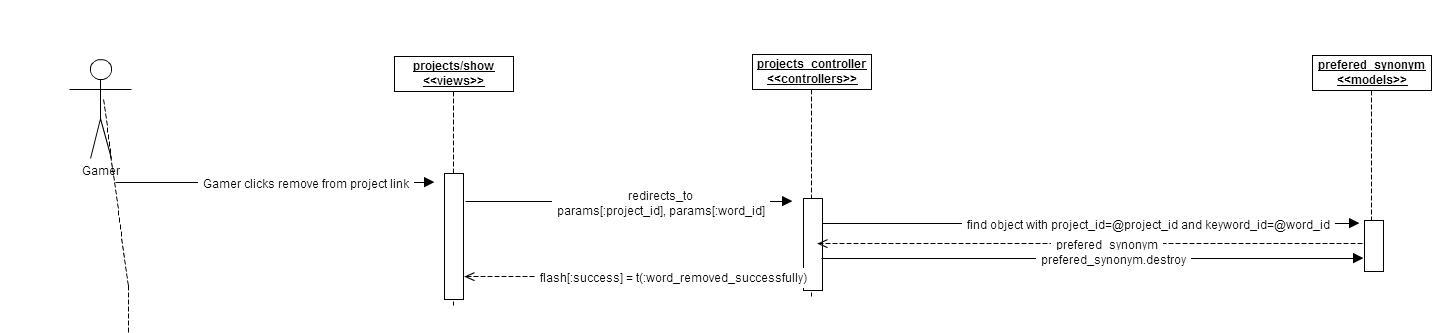 projects/show
<<views>>
projects_controller
<<controllers>>
prefered_synonym
<<models>>
Gamer
Gamer clicks remove from project link
redirects_to
params[:project_id], params[:word_id]
find object with project_id=@project_id and keyword_id=@word_id
prefered_synonym
prefered_synonym.destroy
flash[:success] = t(:word_removed_successfully)